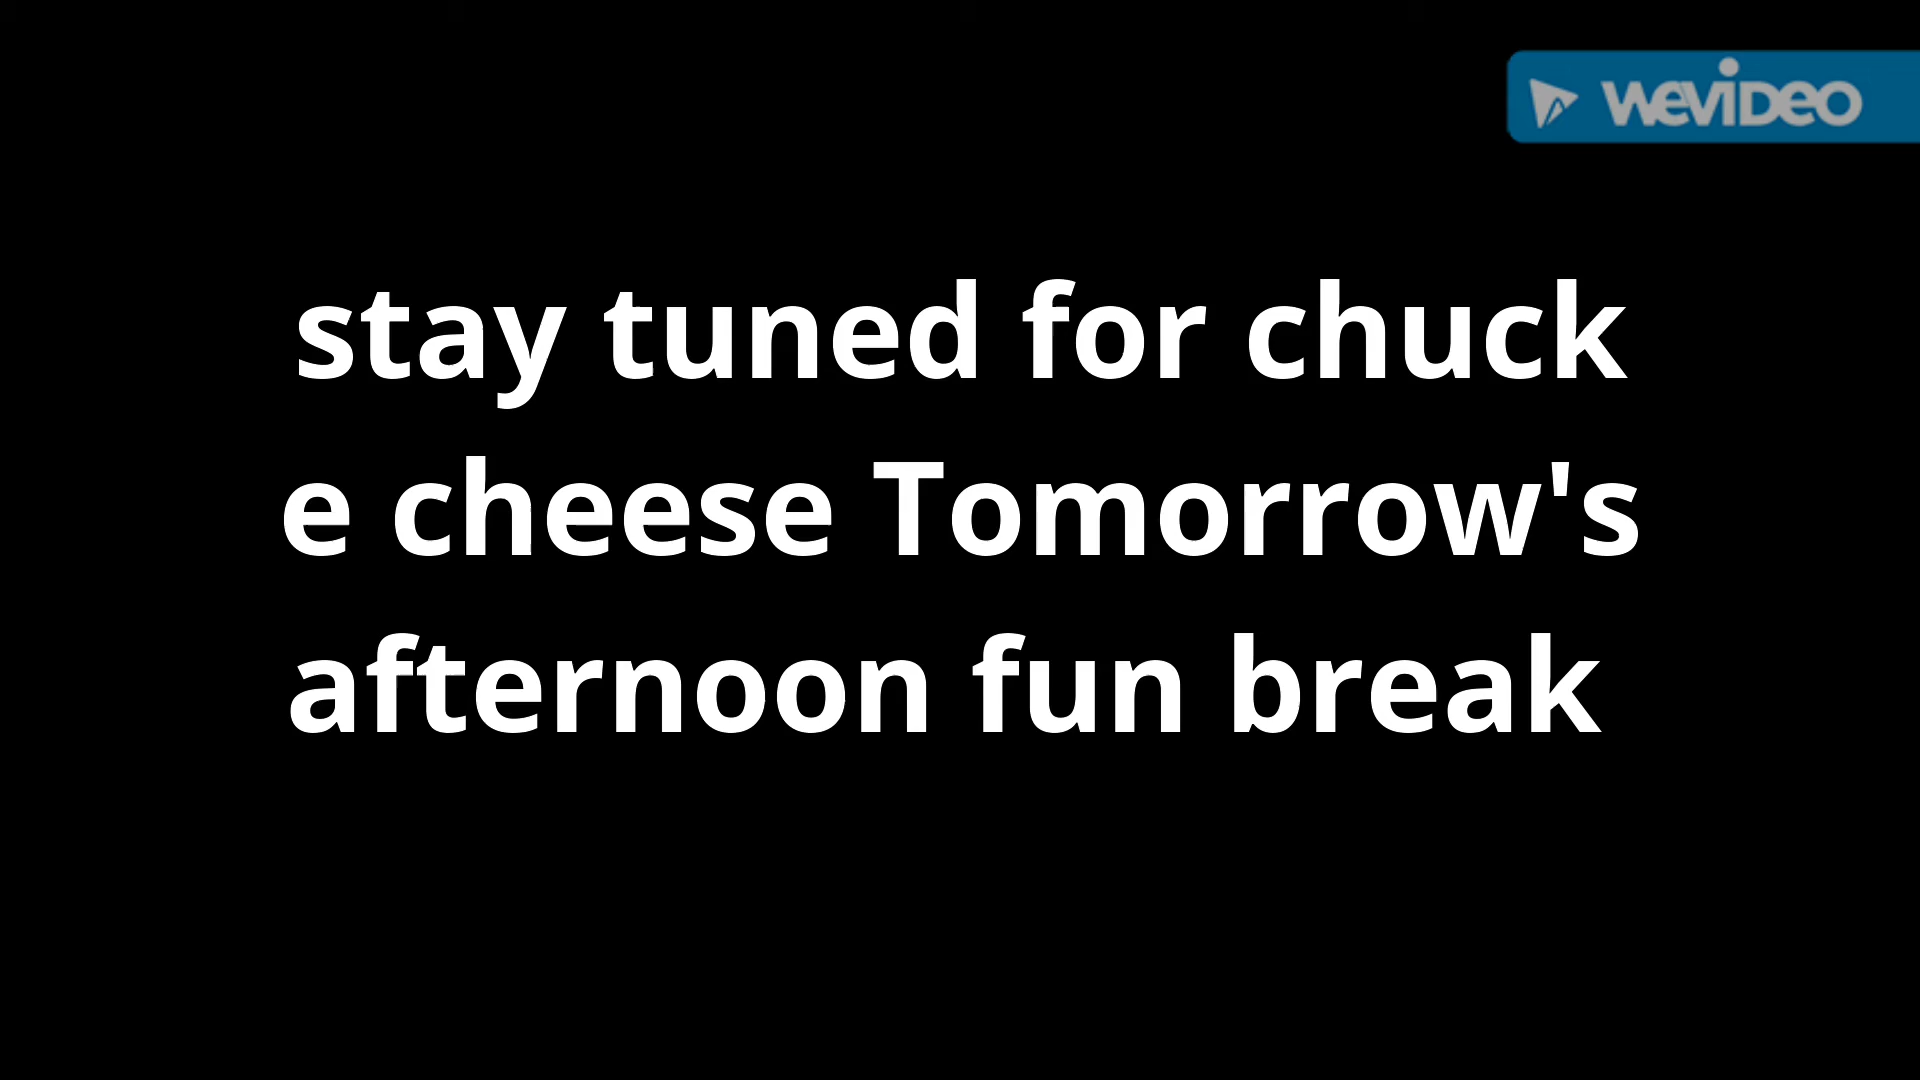 WeVideo
stay tuned for chuck
e cheese Tomorrow's
afternoon fun break